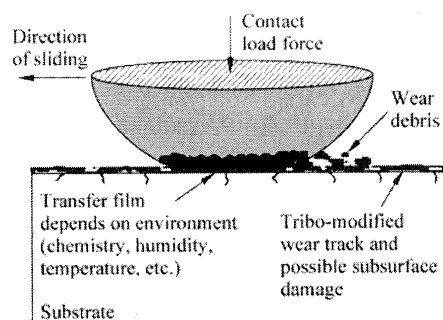 Direction
of sliding
Contact
load force
Wear
debris
Transfer film
depends on environment
(chemistry, humidity,
temperature, etc.)
Tribo-modified
wear track and
possible subsurface
damage
Substrate